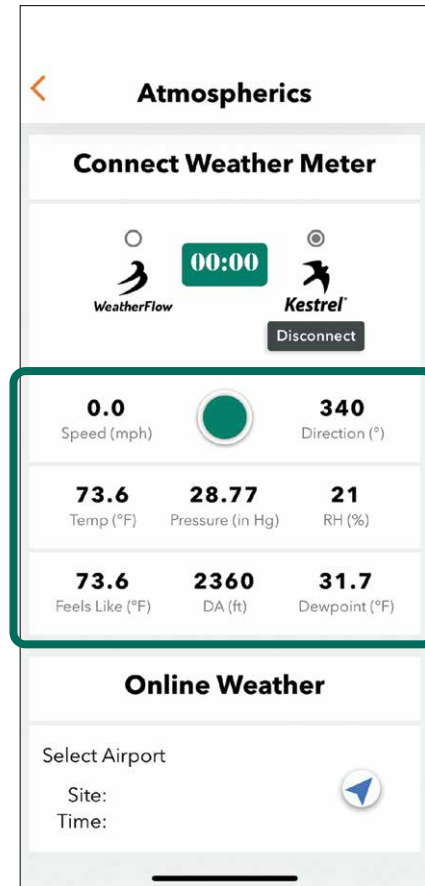 Atmospherics
Connect Weather Meter
00:00
WeatherFlow
Kestrel
Disconnect
0.0 340
Speed (mph) Direction (°)
73.6 28.77 21
Temp (°F) Pressure (in Hg) RH (%)
73.6 2360 31.7
Feels Like (°F) DA (ft) Dewpoint (°F)
Online Weather
Select Airport
Site:
Time: